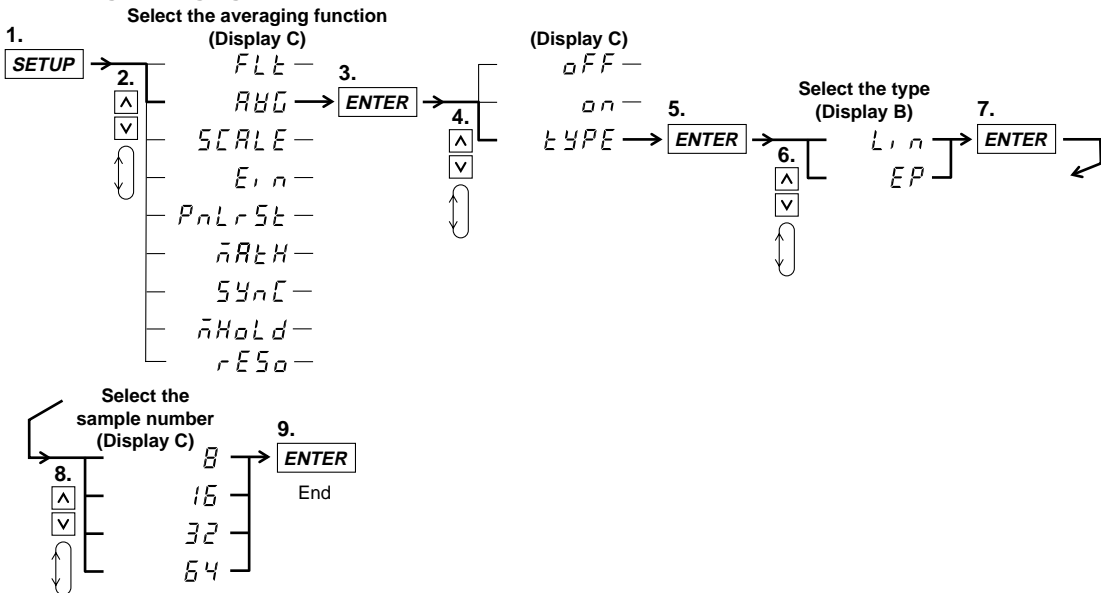 Select the averaging function
(Display C)
1.
SETUP
2.
FLt
AVG
SCALE
Ein
PnLrSt
MAtH
SYnC
MHoLd
rESo
3.
ENTER
(Display C)
4.
oFF
on
tYPE
5.
ENTER
Select the type
(Display B)
6.
Lin
EP
7.
ENTER
Select the
sample number
(Display C)
8.
8
16
32
64
9.
ENTER
End